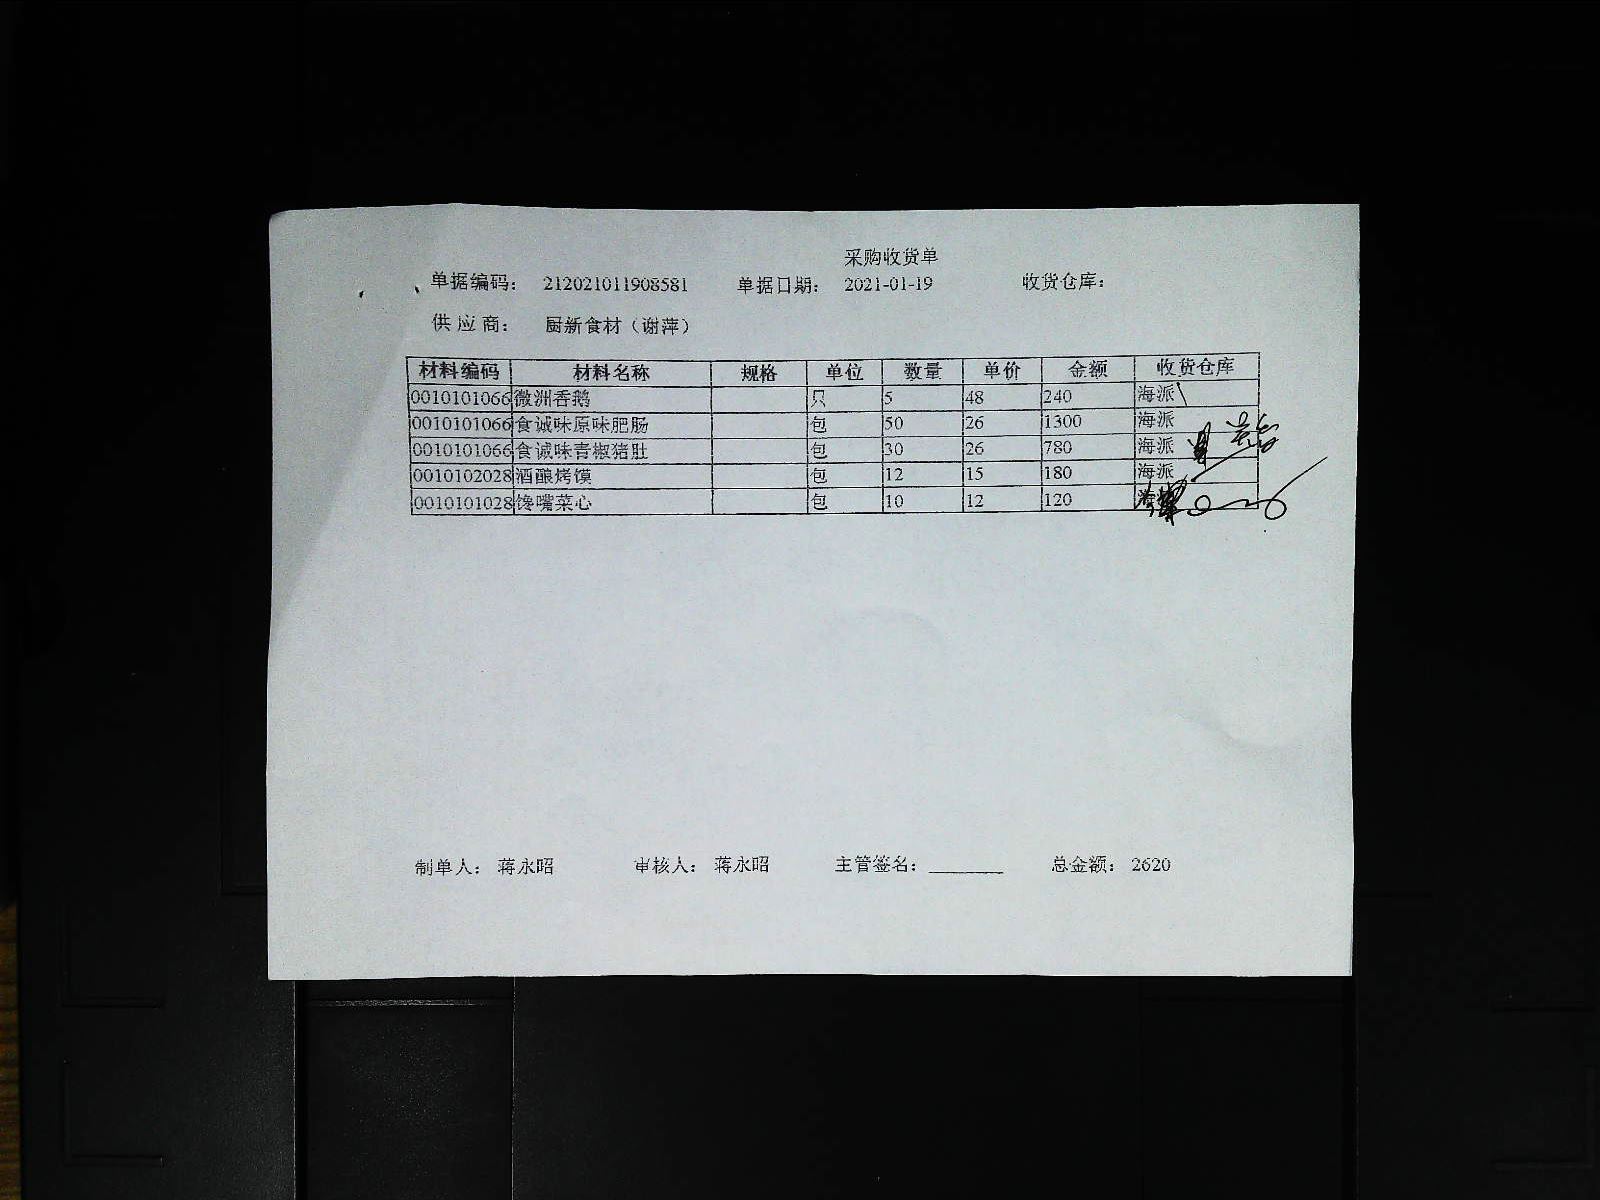 采购收货单
单据编码： 212021011908581 单据日期： 2021-01-19 收货仓库：
供应商： 厨新食材（谢萍）
材料编码 材料名称 规格 单位 数量 单价 金额 收货仓库
0010101066 微洲香鹅 只 5 48 240 海派
0010101066 食诚味原味肥肠 包 50 26 1300 海派
0010101066 食诚味青椒猪肚 包 30 26 780 海派
0010102028 酒酿烤馍 包 12 15 180 海派
0010101028 馋嘴菜心 包 10 12 120 海
制单人： 蒋永昭 审核人： 蒋永昭 主管签名： 总金额： 2620